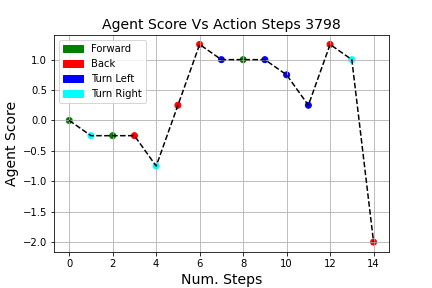 Agent Score Vs Action Steps 3798
Forward
Back
Turn Left
Turn Right
1.0
0.5
0.0
−0.5
−1.0
−1.5
−2.0
Agent Score
0 2 4 6 8 10 12 14
Num. Steps